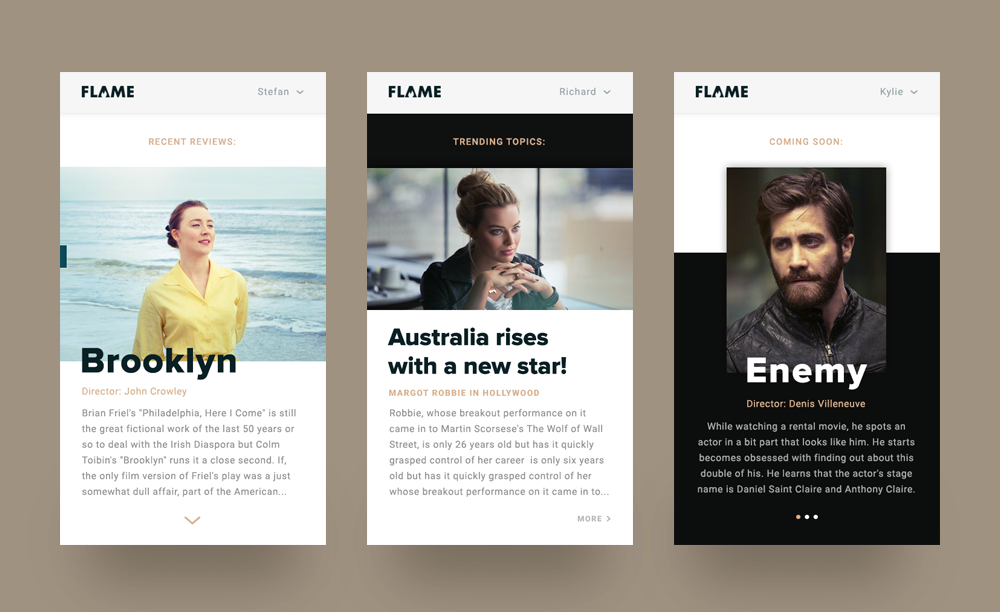 FLAME
Stefan
RECENT REVIEWS:
Brooklyn
Director: John Crowley
Brian Friel's "Philadelphia, Here I Come" is still
the great fictional work of the last 50 years or
so to deal with the Irish Diaspora but Colm
Toibin's "Brooklyn" runs it a close second. If,
the only film version of Friel's play was a just
somewhat dull affair, part of the American...
FLAME
Richard
TRENDING TOPICS:
Australia rises
with a new star!
MARGOT ROBBIE IN HOLLYWOOD
Robbie, whose breakout performance on it
came in to Martin Scorsese's The Wolf of Wall
Street, is only 26 years old but has it quickly
grasped control of her career is only six years
old but has it quickly grasped control of her
whose breakout performance on it came in to...
MORE
FLAME
Kylie
COMING SOON:
Enemy
Director: Denis Villeneuve
While watching a rental movie, he spots an
actor in a bit part that looks like him. He starts
becomes obsessed with finding out about this
double of his. He learns that the actor's stage
name is Daniel Saint Claire and Anthony Claire.